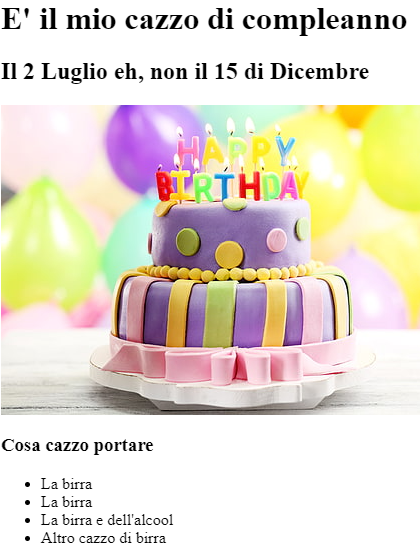 E' il mio cazzo di compleanno
Il 2 Luglio eh, non il 15 di Dicembre
HAPPY
BIRTHDAY
Cosa cazzo portare
La birra
La birra
La birra e dell'alcool
Altro cazzo di birra